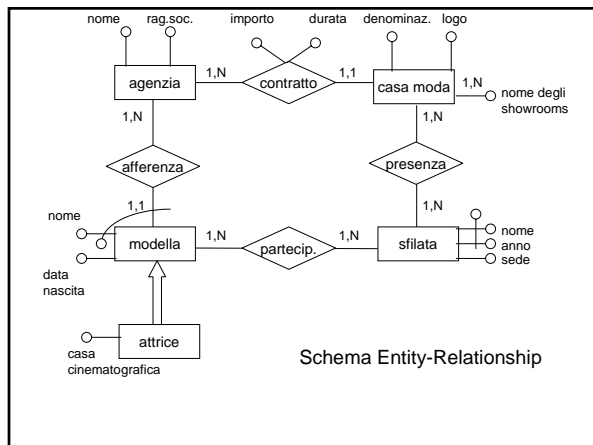 nome rag.soc. importo durata denominaz. logo
agenzia 1,N contratto 1,1 casa moda 1,N
nome degli
showrooms
1,N 1,N
afferenza presenza
1,1 1,N
nome
modella 1,N partecip. 1,N sfilata nome
anno
sede
data
nascita
attrice
casa
cinematografica
Schema Entity-Relationship